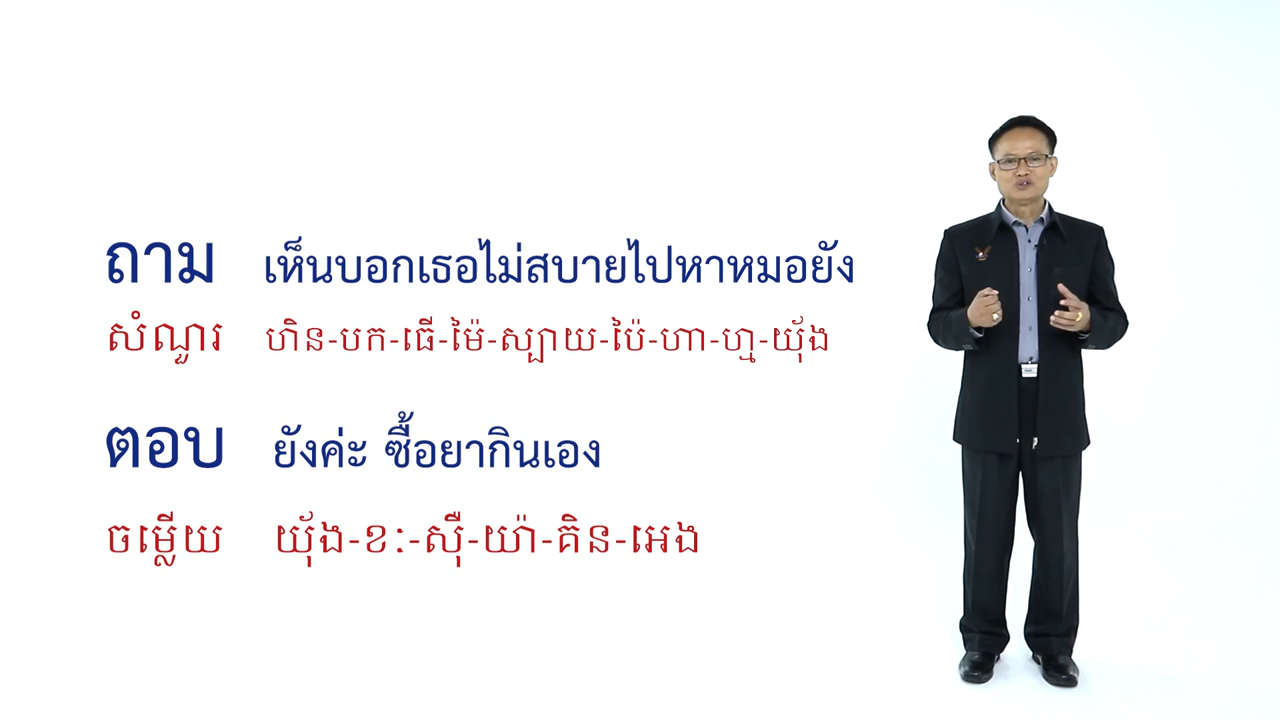 ถาม เห็นบอกเธอไม่สบายไปหาหมอยัง
សំណួរ ហិន-បក-ធើ-ម៉ៃ-ស្បាយ-ប៉ៃ-ហា-ហ្ម-យ៉័ង
ตอบ ยังค่ะ ซื้อยากินเอง
ចម្លើយ យ៉័ង-ខៈ-ស៊ឺ-យ៉ា-គិន-អេង